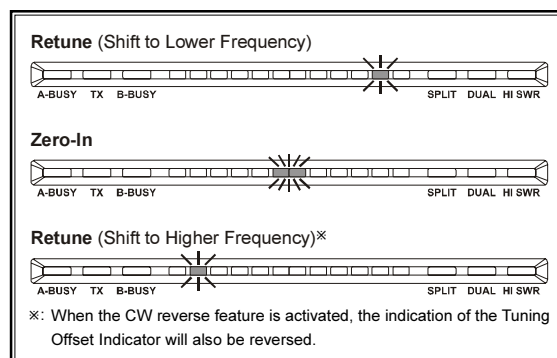 Retune (Shift to Lower Frequency)
A-BUSY TX B-BUSY SPLIT DUAL HI SWR
Zero-In
A-BUSY TX B-BUSY SPLIT DUAL HI SWR
Retune (Shift to Higher Frequency)※
A-BUSY TX B-BUSY SPLIT DUAL HI SWR
※: When the CW reverse feature is activated, the indication of the Tuning
Offset Indicator will also be reversed.